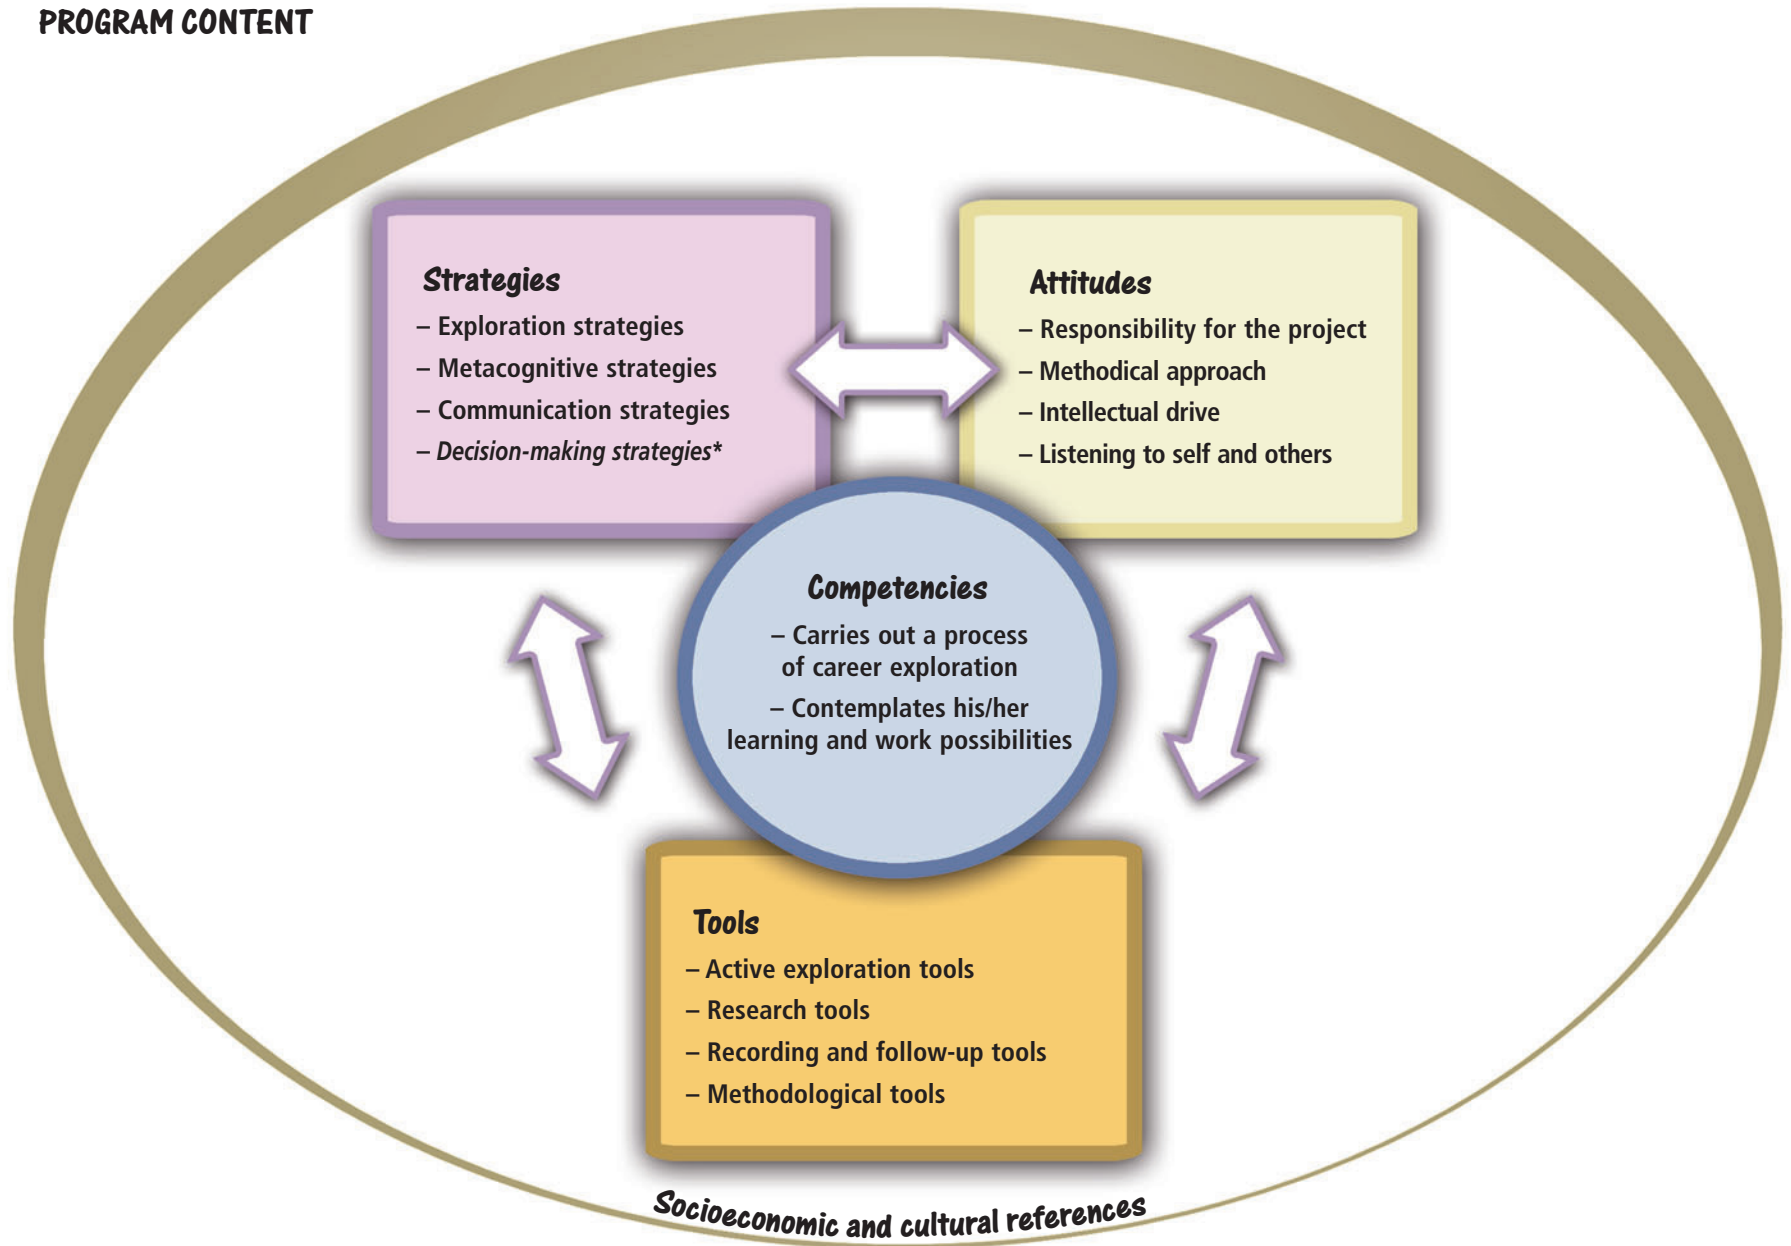 PROGRAM CONTENT
Strategies
– Exploration strategies
– Metacognitive strategies
– Communication strategies
– Decision-making strategies*
Attitudes
– Responsibility for the project
– Methodical approach
– Intellectual drive
– Listening to self and others
Competencies
– Carries out a process
of career exploration
– Contemplates his/her
learning and work possibilities
Tools
– Active exploration tools
– Research tools
– Recording and follow-up tools
– Methodological tools
Socioeconomic and cultural references